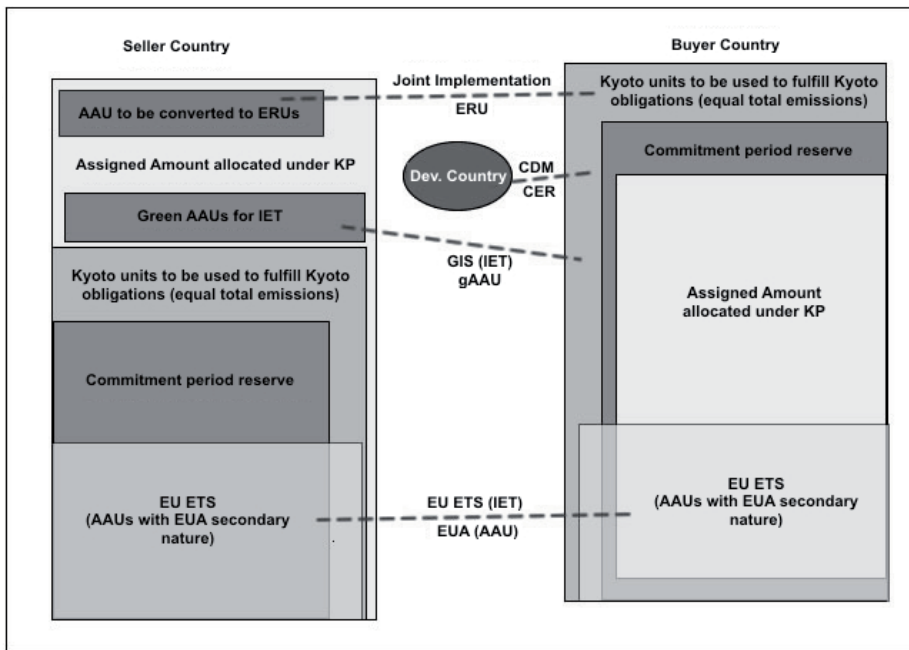 Seller Country
Buyer Country
AAU to be converted to ERUs
Joint Implementation
ERU
Kyoto units to be used to fulfill Kyoto
obligations (equal total emissions)
Assigned Amount allocated under KP
Dev. Country
CDM
CER
Commitment period reserve
Green AAUs for IET
GIS (IET)
gAAU
Kyoto units to be used to fulfill Kyoto
obligations (equal total emissions)
Assigned Amount
allocated under KP
Commitment period reserve
EU ETS
(AAUs with EUA secondary
nature)
EU ETS (IET)
EUA (AAU)
EU ETS
(AAUs with EUA secondary
nature)